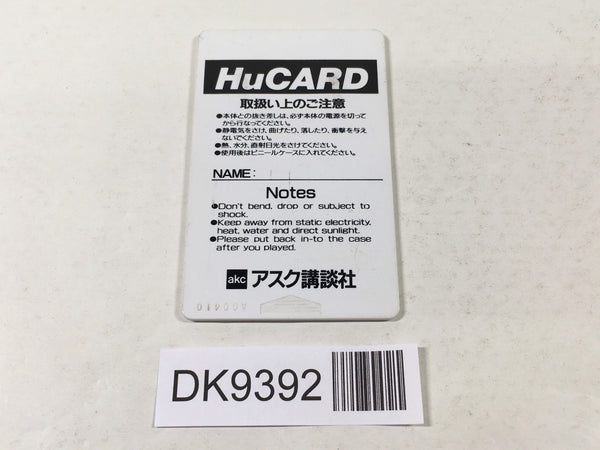 HuCARD
取扱い上のご注意
●本体との抜き差しは、必ず本体の電源を切って
から行なってください。
●静電気をさけ、曲げたり、落したり、衝撃を与え
ないでください。
●熱、水分、直射日光をさけてください。
●使用後はビニールケースに入れてください。
NAME:
Notes
●Don't bend, drop or subject to
shock.
●Keep away from static electricity,
heat, water and direct sunlight.
●Please put back in-to the case
after you played.
akc アスク講談社
DK9392